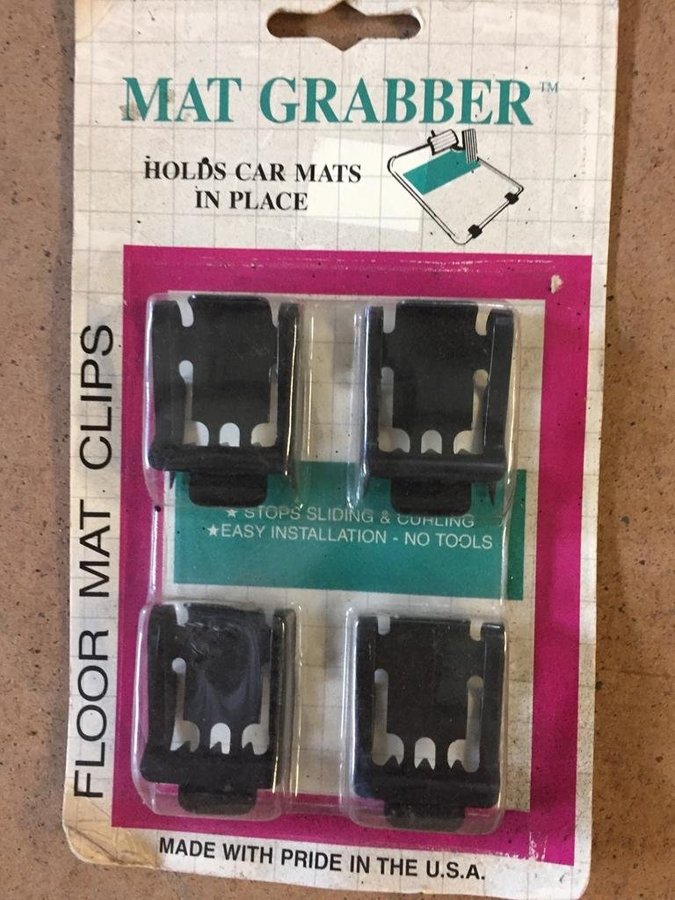 MAT GRABBER™
HOLDS CAR MATS
IN PLACE
FLOOR MAT CLIPS
★ STOPS SLIDING & CURLING
★EASY INSTALLATION - NO TOOLS
MADE WITH PRIDE IN THE U.S.A.